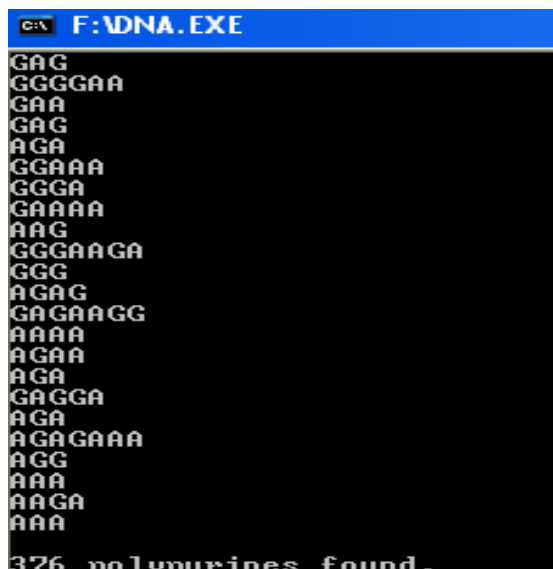 F:\DNA.EXE
GAG
GGGGAA
GAA
GAG
AGA
GGAAA
GGGA
GAAAA
AAG
GGGAAGA
GGG
AGAG
GAGAAGG
AAAA
AGAA
AGA
GAGGA
AGA
AGAGAAA
AGG
AAA
AAGA
AAA
376 polypurines found.